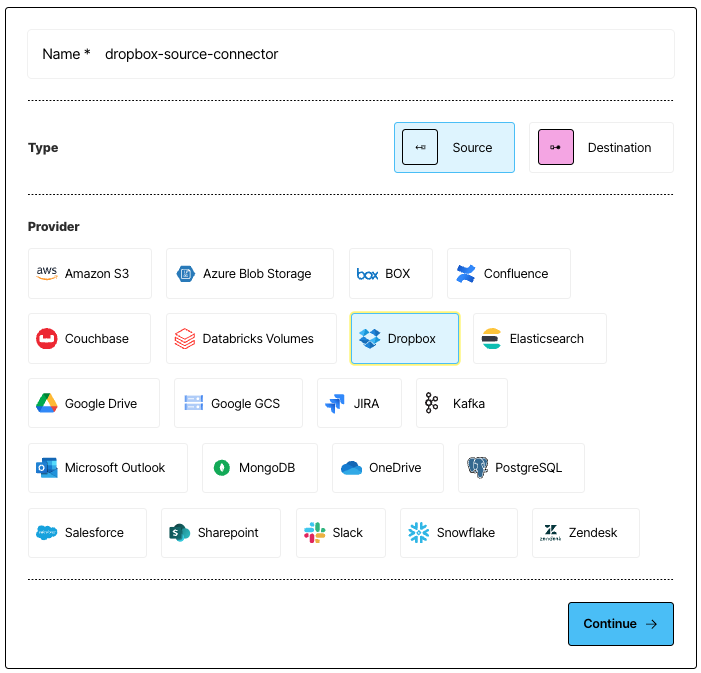 Name * dropbox-source-connector
Type Source Destination
Provider
aws Amazon S3 Azure Blob Storage box BOX Confluence
Couchbase Databricks Volumes Dropbox Elasticsearch
Google Drive Google GCS JIRA Kafka
Microsoft Outlook MongoDB OneDrive PostgreSQL
salesforce Salesforce S Sharepoint Slack Snowflake zendesk Zendesk
Continue →